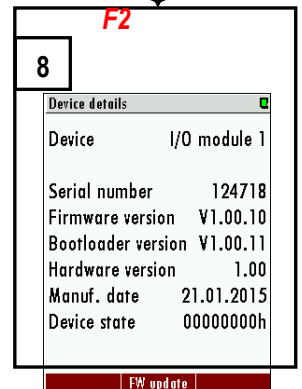 F2
8
Device details
Device I/O module 1
Serial number 124718
Firmware version V1.00.10
Bootloader version V1.00.11
Hardware version 1.00
Manuf. date 21.01.2015
Device state 00000000h
FW update